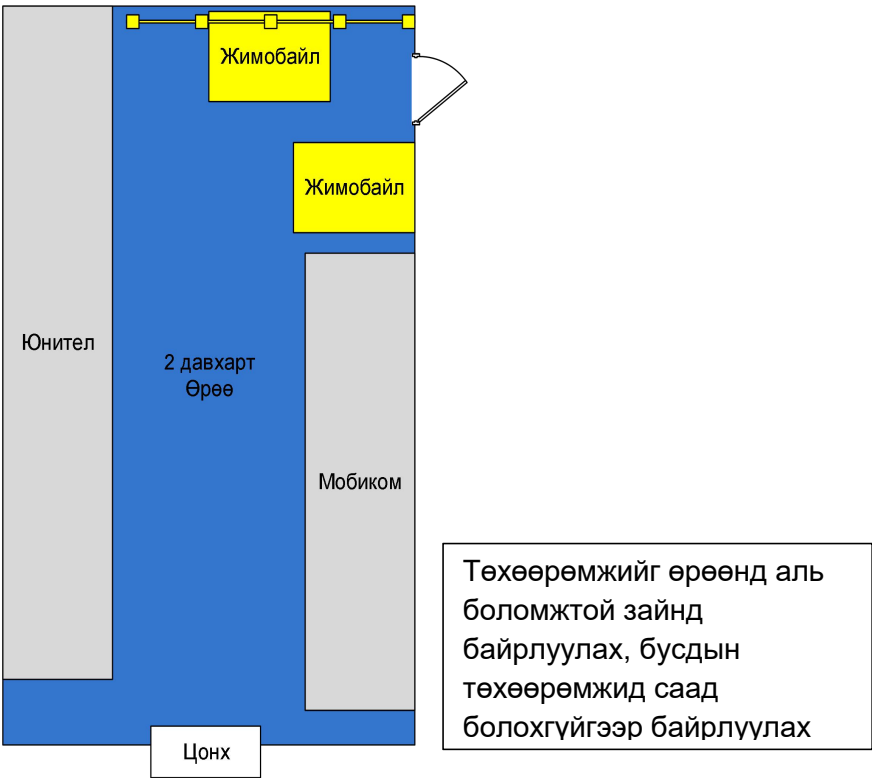 Жимобайл
Жимобайл
Юнител
2 давхарт
Өрөө
Мобиком
Төхөөрөмжийг өрөөнд аль
боломжтой зайнд
байрлуулах, бусдын
төхөөрөмжид саад
болохгүйгээр байрлуулах
Цонх